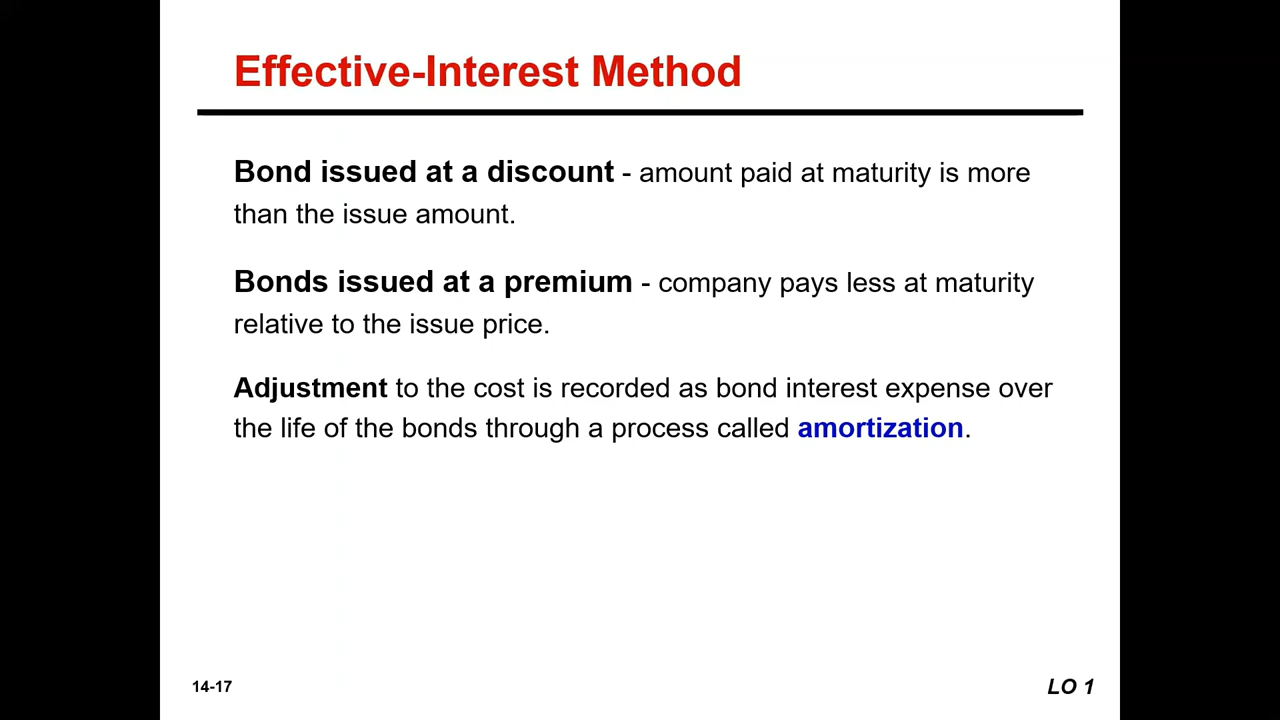 Effective-Interest Method
Bond issued at a discount - amount paid at maturity is more
than the issue amount.
Bonds issued at a premium - company pays less at maturity
relative to the issue price.
Adjustment to the cost is recorded as bond interest expense over
the life of the bonds through a process called amortization.
14-17
LO 1